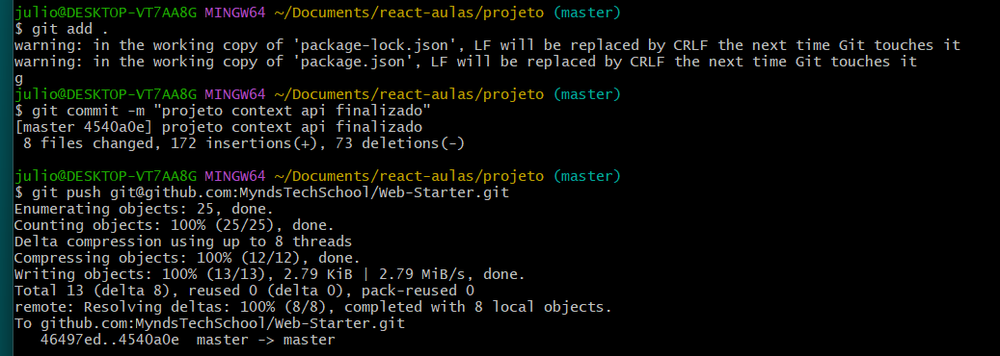 julio@DESKTOP-VT7AA8G MINGW64 ~/Documents/react-aulas/projeto (master)
$ git add .
warning: in the working copy of 'package-lock.json', LF will be replaced by CRLF the next time Git touches it
warning: in the working copy of 'package.json', LF will be replaced by CRLF the next time Git touches it
g
julio@DESKTOP-VT7AA8G MINGW64 ~/Documents/react-aulas/projeto (master)
$ git commit -m "projeto context api finalizado"
[master 4540a0e] projeto context api finalizado
 8 files changed, 172 insertions(+), 73 deletions(-)
julio@DESKTOP-VT7AA8G MINGW64 ~/Documents/react-aulas/projeto (master)
$ git push git@github.com:MyndsTechSchool/Web-Starter.git
Enumerating objects: 25, done.
Counting objects: 100% (25/25), done.
Delta compression using up to 8 threads
Compressing objects: 100% (12/12), done.
Writing objects: 100% (13/13), 2.79 KiB | 2.79 MiB/s, done.
Total 13 (delta 8), reused 0 (delta 0), pack-reused 0
remote: Resolving deltas: 100% (8/8), completed with 8 local objects.
To github.com:MyndsTechSchool/Web-Starter.git
   46497ed..4540a0e  master -> master